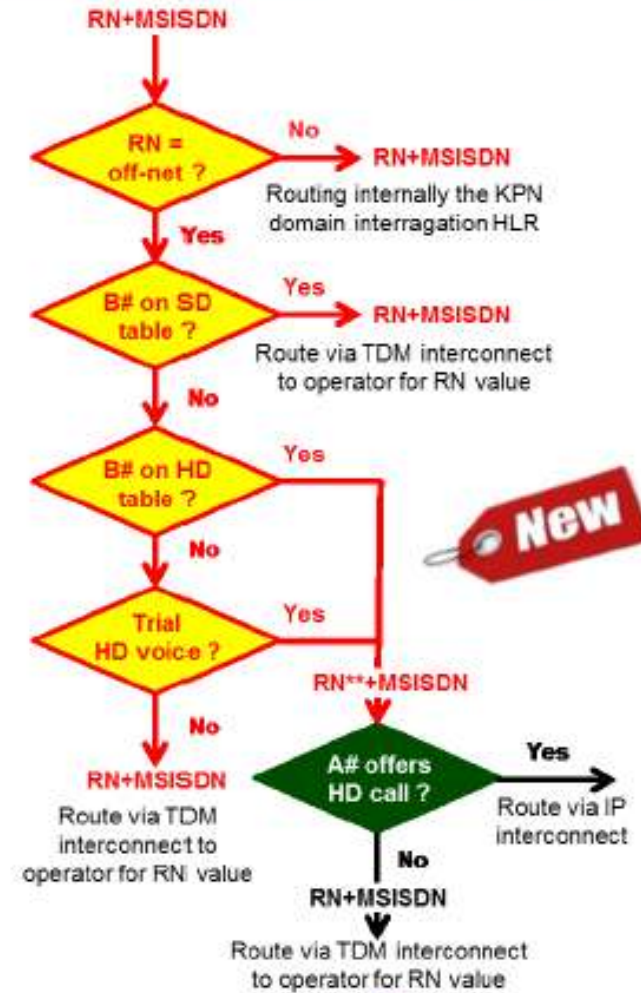 RN+MSISDN
RN =
off-net ?
No
RN+MSISDN
Routing internally the KPN
domain interragation HLR
Yes
B# on SD
table ?
Yes
RN+MSISDN
Route via TDM interconnect
to operator for RN value
No
B# on HD
table ?
Yes
New
No
Trial
HD voice ?
Yes
RN**+MSISDN
No
RN+MSISDN
Route via TDM
interconnect to
operator for RN value
A# offers
HD call ?
Yes
Route via IP
interconnect
No
RN+MSISDN
Route via TDM interconnect
to operator for RN value